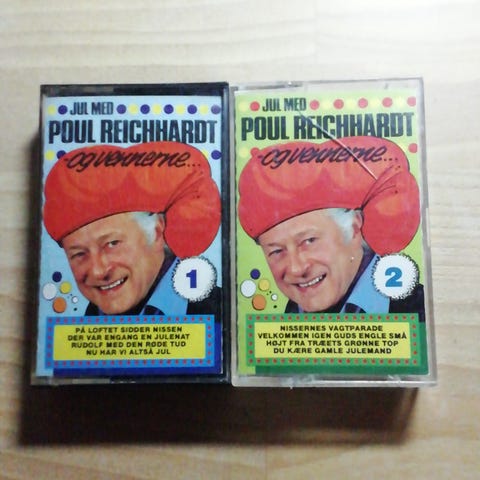 JUL MED
POUL REICHHARDT
og vennerne...
1
PÅ LOFTET SIDDER NISSEN
DER VAR ENGANG EN JULENAT
RUDOLF MED DEN RØDE TUD
NU HAR VI ALTSÅ JUL
JUL MED
POUL REICHHARDT
og vennerne...
2
NISSERNES VAGTPARADE
VELKOMMEN IGEN GUDS ENGLE SMÅ
HØJT FRA TRÆETS GRØNNE TOP
DU KÆRE GAMLE JULEMAND